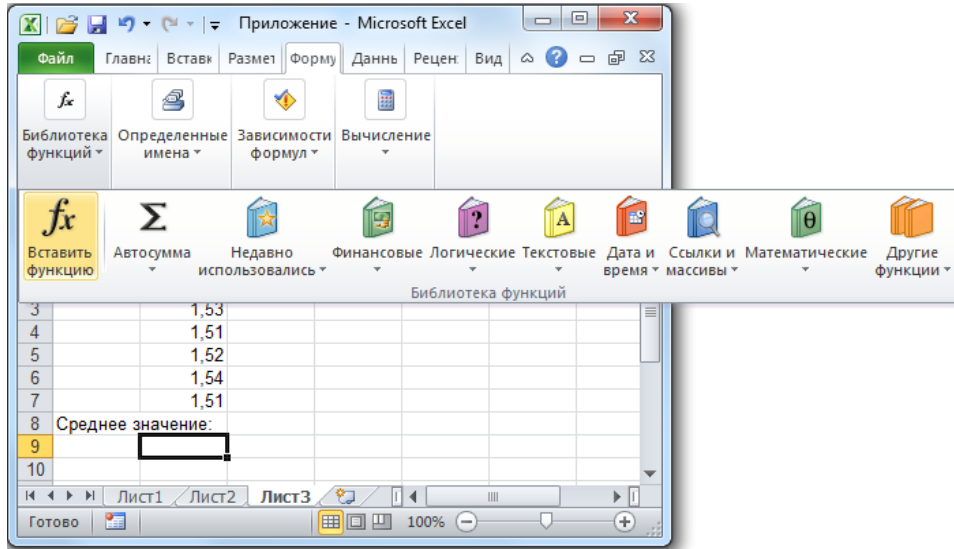 Приложение - Microsoft Excel
Файл Главна Вставк Размет Форму Даннь Рецен Вид
fx
Библиотека функций Определенные имена Зависимости формул Вычисление
fx Σ ? A θ
Вставить функцию Автосумма Недавно использовались Финансовые Логические Текстовые Дата и время Ссылки и массивы Математические Другие функции
Библиотека функций
3 1,53
4 1,51
5 1,52
6 1,54
7 1,51
8 Среднее значение:
9
10
Лист1 Лист2 Лист3
Готово 100%